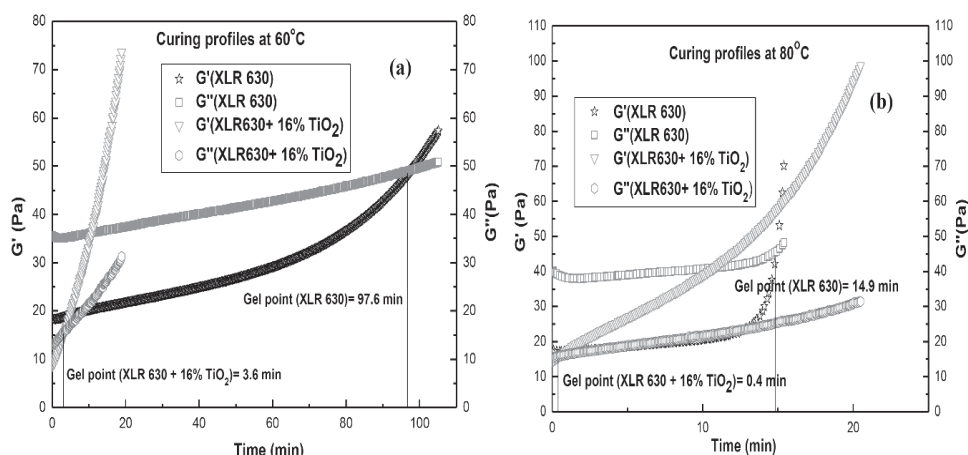 Curing profiles at 60°C
(a)
G'(XLR 630)
G"(XLR 630)
G'(XLR630+ 16% TiO₂)
G"(XLR630+ 16% TiO₂)
Gel point (XLR 630)= 97.6 min
Gel point (XLR 630 + 16% TiO₂)= 3.6 min
G' (Pa)
80
70
60
50
40
30
20
10
0
G"(Pa)
80
70
60
50
40
30
20
10
0
0 20 40 60 80 100
Time (min)
Curing profiles at 80°C
(b)
G'(XLR 630)
G"(XLR 630)
G'(XLR630+ 16% TiO₂)
G"(XLR630+ 16% TiO₂)
Gel point (XLR 630)= 14.9 min
Gel point (XLR 630 + 16% TiO₂)= 0.4 min
G' (Pa)
110
100
90
80
70
60
50
40
30
20
10
0
G"(Pa)
110
100
90
80
70
60
50
40
30
20
10
0
0 10 20
Time (min)